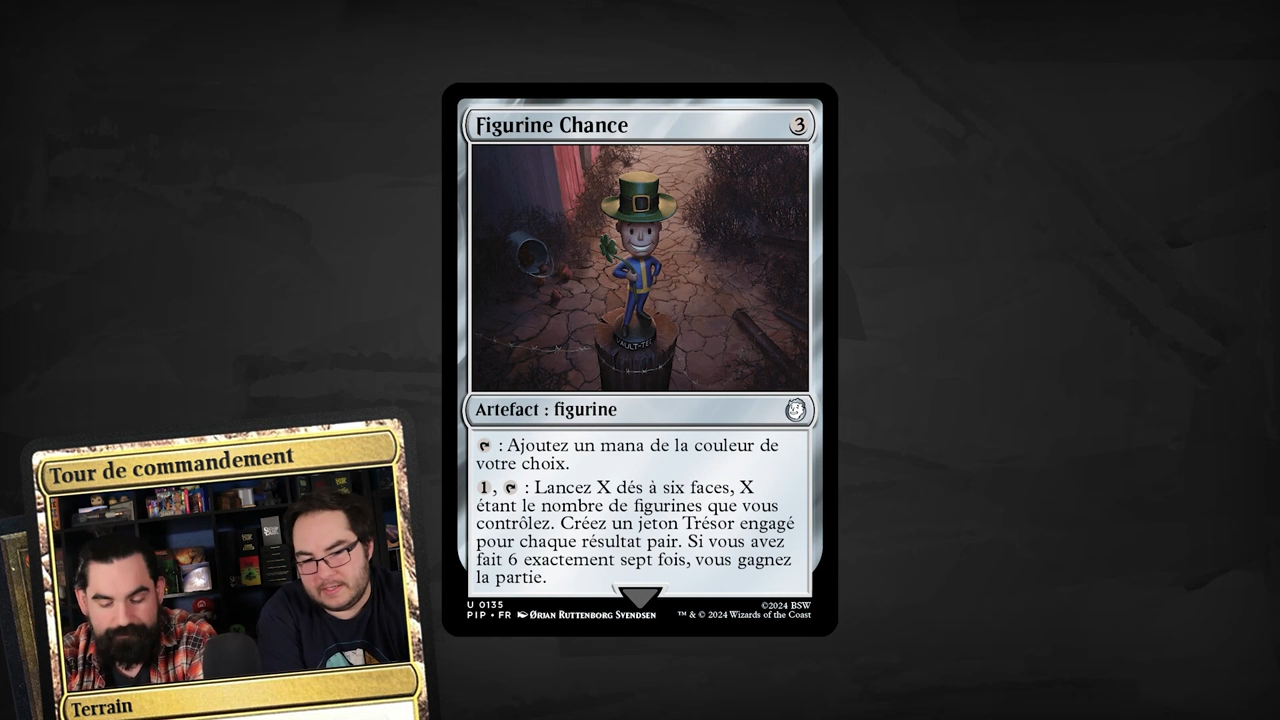 Figurine Chance 3
VAULT-TEC
Artefact : figurine
: Ajoutez un mana de la couleur de
votre choix.
1, : Lancez X dés à six faces, X
étant le nombre de figurines que vous
contrôlez. Créez un jeton Trésor engagé
pour chaque résultat pair. Si vous avez
fait 6 exactement sept fois, vous gagnez
la partie.
U 0135
PIP • FR ØRIAN RUTTENBORG SVENDSEN
©2024 BSW
™ & © 2024 Wizards of the Coast
Tour de commandement
Terrain